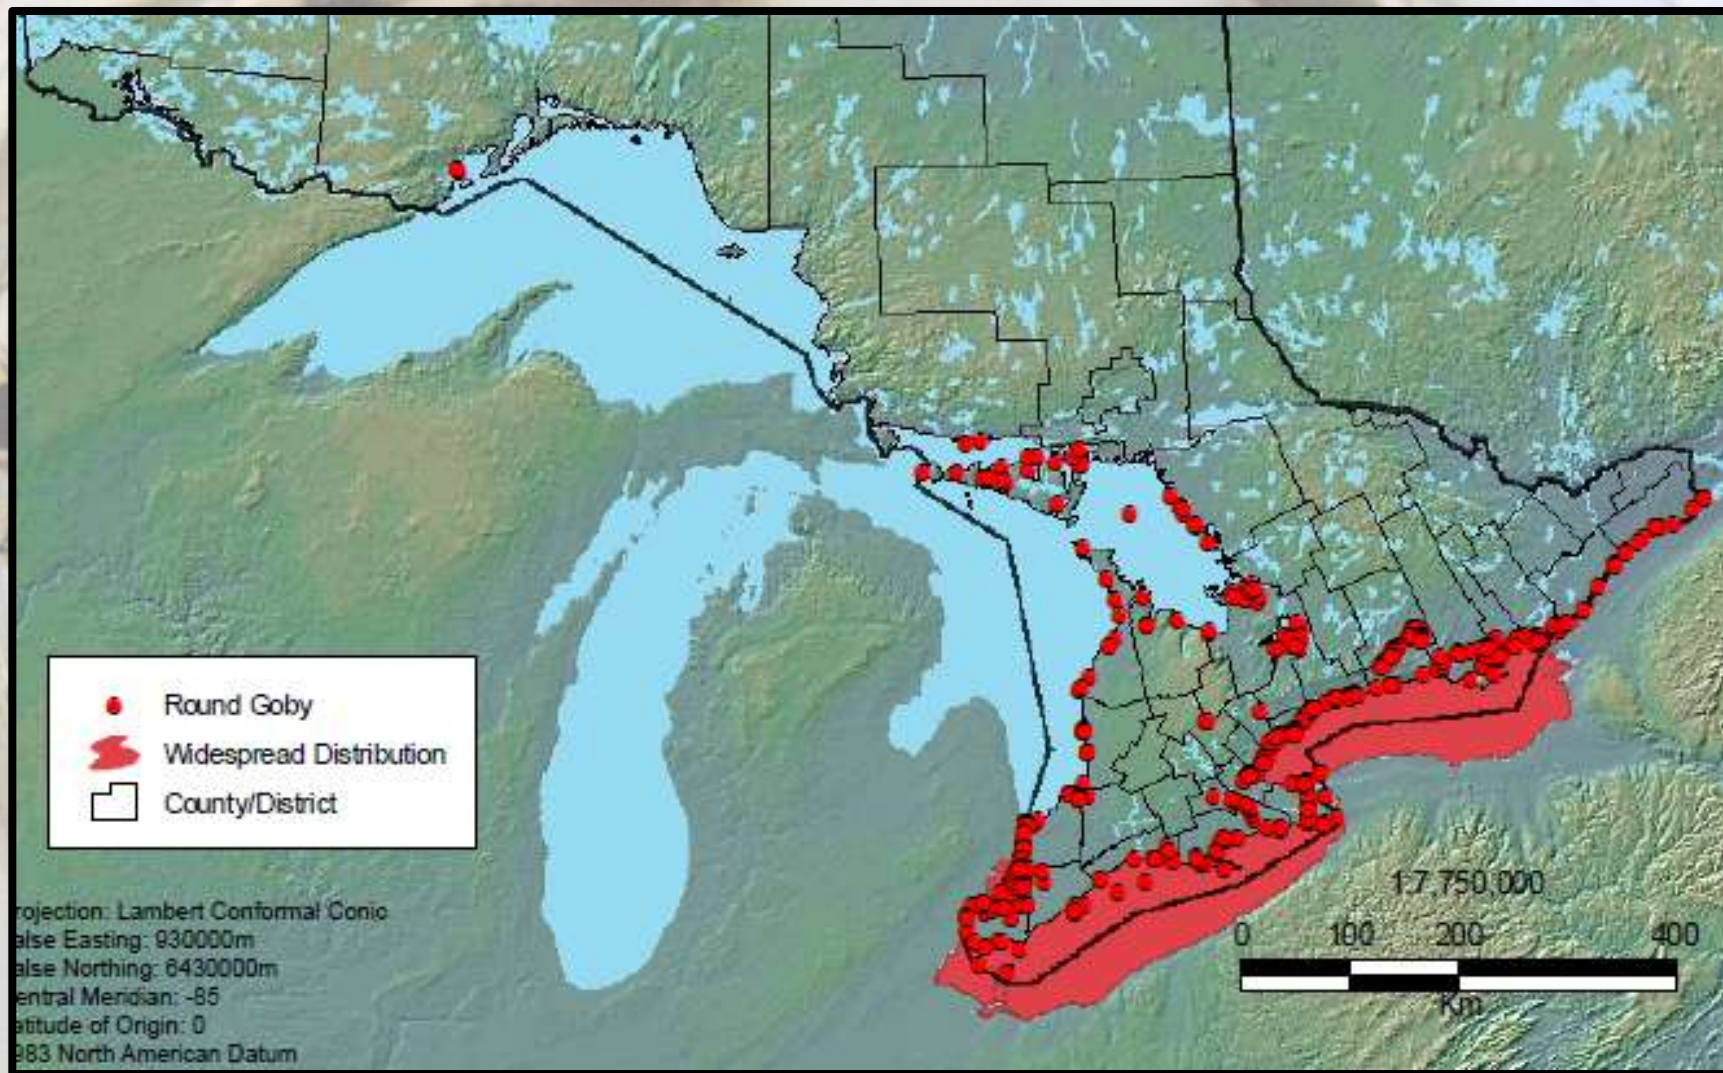 Round Goby
Widespread Distribution
County/District
1:7,750,000
0 100 200 400
Km
rojection: Lambert Conformal Conic
alse Easting: 930000m
alse Northing: 6430000m
entral Meridian: -85
atitude of Origin: 0
983 North American Datum